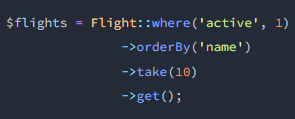 $flights = Flight::where('active', 1)
->orderBy('name')
->take(10)
->get();